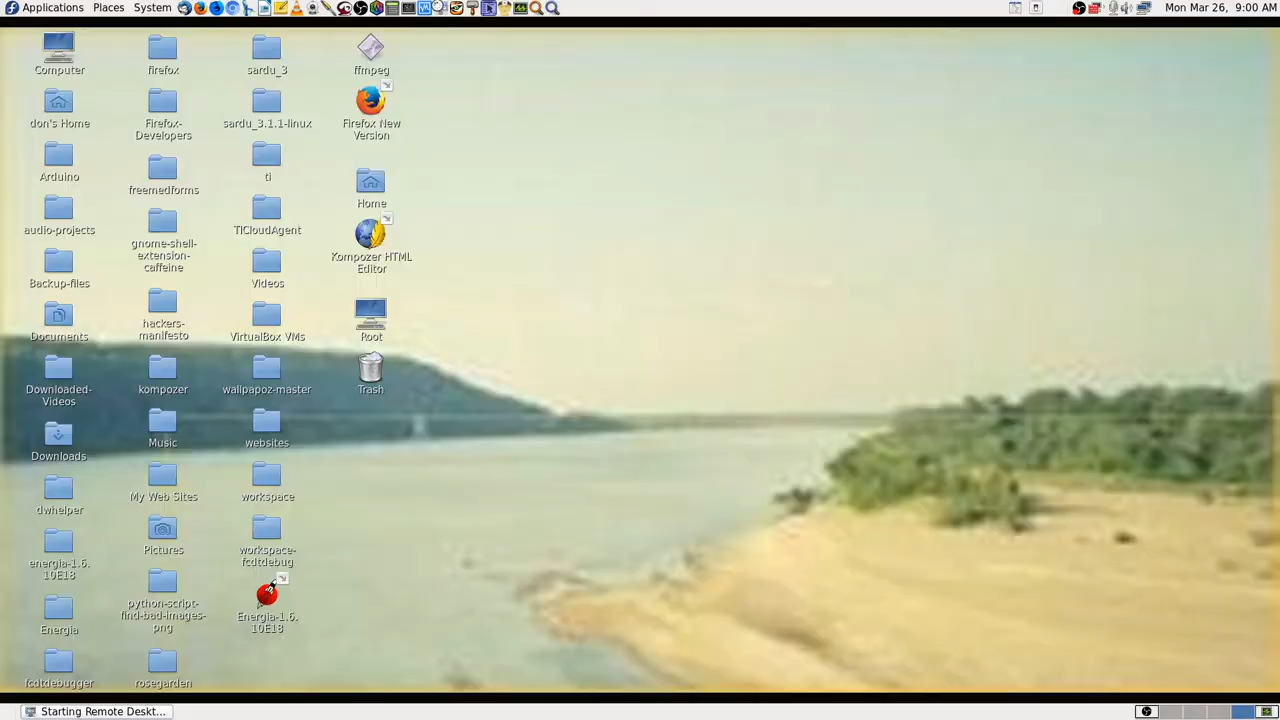 Applications Places System
Mon Mar 26, 9:00 AM
Computer
don's Home
Arduino
audio-projects
Backup-files
Documents
Downloaded-
Videos
Downloads
dwhelper
energia-1.6.
10E18
Energia
fcdtdebugger
firefox
Firefox-
Developers
freemedforms
gnome-shell-
extension-
caffeine
hackers-
manifesto
kompozer
Music
My Web Sites
Pictures
python-script-
find-bad-images-
png
rosegarden
sardu_3
sardu_3.1.1-linux
ti
TICloudAgent
Videos
VirtualBox VMs
wallpapoz-master
websites
workspace
workspace-
fcdtdebug
Energia-1.6.
10E18
ffmpeg
Firefox New
Version
Home
Kompozer HTML
Editor
Root
Trash
Starting Remote Deskt...